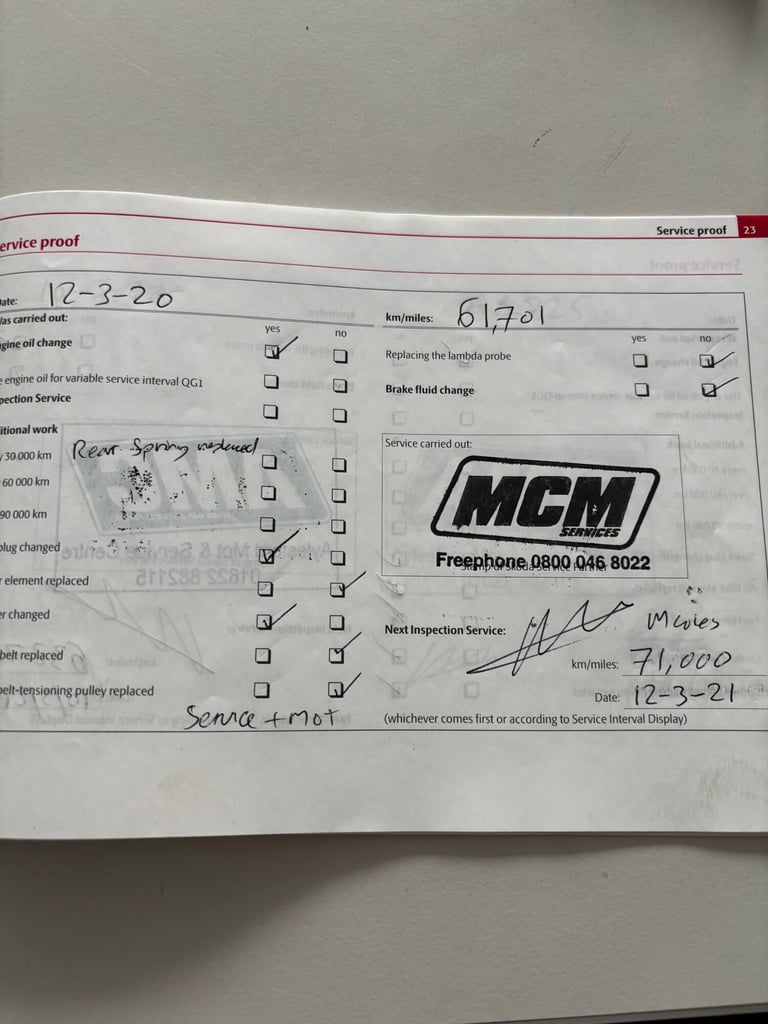 ervice proof
Service proof 23
ate: 12-3-20
as carried out:
yes no
gine oil change
engine oil for variable service interval QG1
pection Service
itional work
Rear Spring replaced
30 000 km
60 000 km
90 000 km
plug changed
element replaced
r changed
belt replaced
belt-tensioning pulley replaced
Service + MOT
km/miles: 61,701
yes no
Replacing the lambda probe
Brake fluid change
Service carried out:
MCM
SERVICES
Freephone 0800 046 8022
Next Inspection Service:
km/miles: 71,000
Date: 12-3-21
(whichever comes first or according to Service Interval Display)